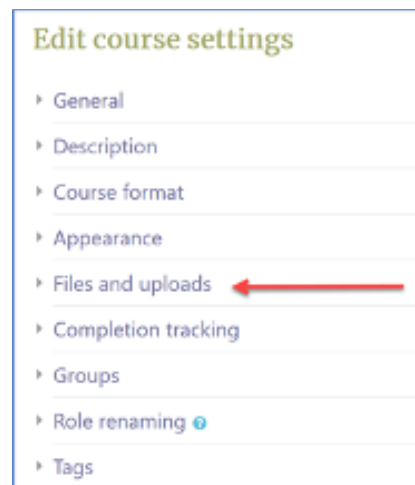 Edit course settings
General
Description
Course format
Appearance
Files and uploads
Completion tracking
Groups
Role renaming ?
Tags